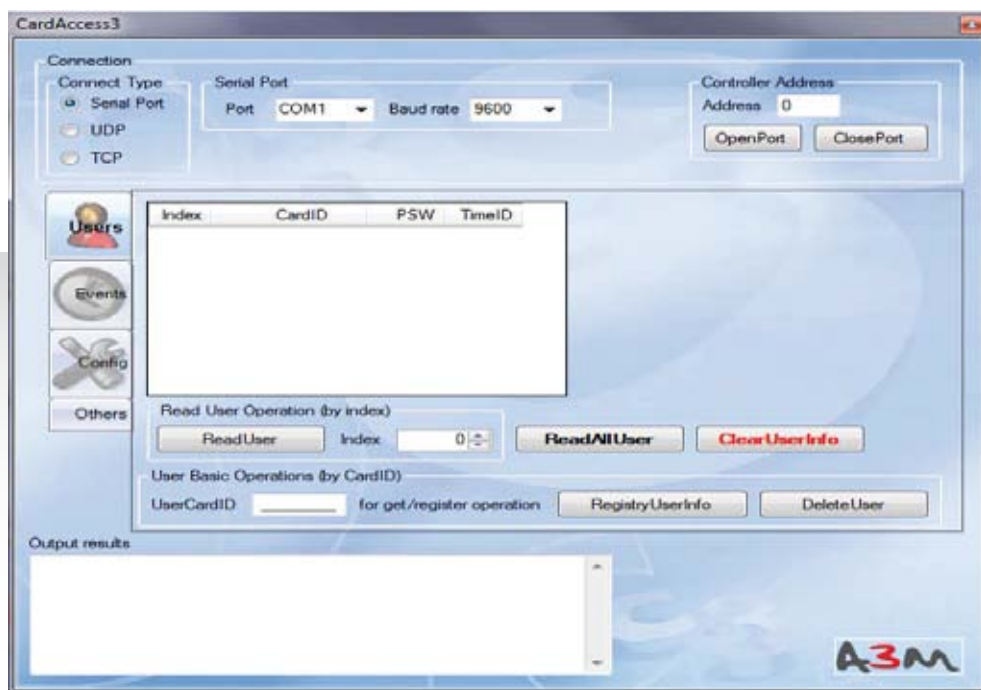 CardAccess3
Connection
Connect Type
Serial Port
UDP
TCP
Serial Port
Port COM1 Baud rate 9600
Controller Address
Address 0
OpenPort ClosePort
Users
Events
Config
Others
Index CardID PSW TimeID
Read User Operation (by index)
ReadUser Index 0 ReadAllUser ClearUserInfo
User Basic Operations (by CardID)
UserCardID for get/register operation RegistryUserInfo DeleteUser
Output results
A3M